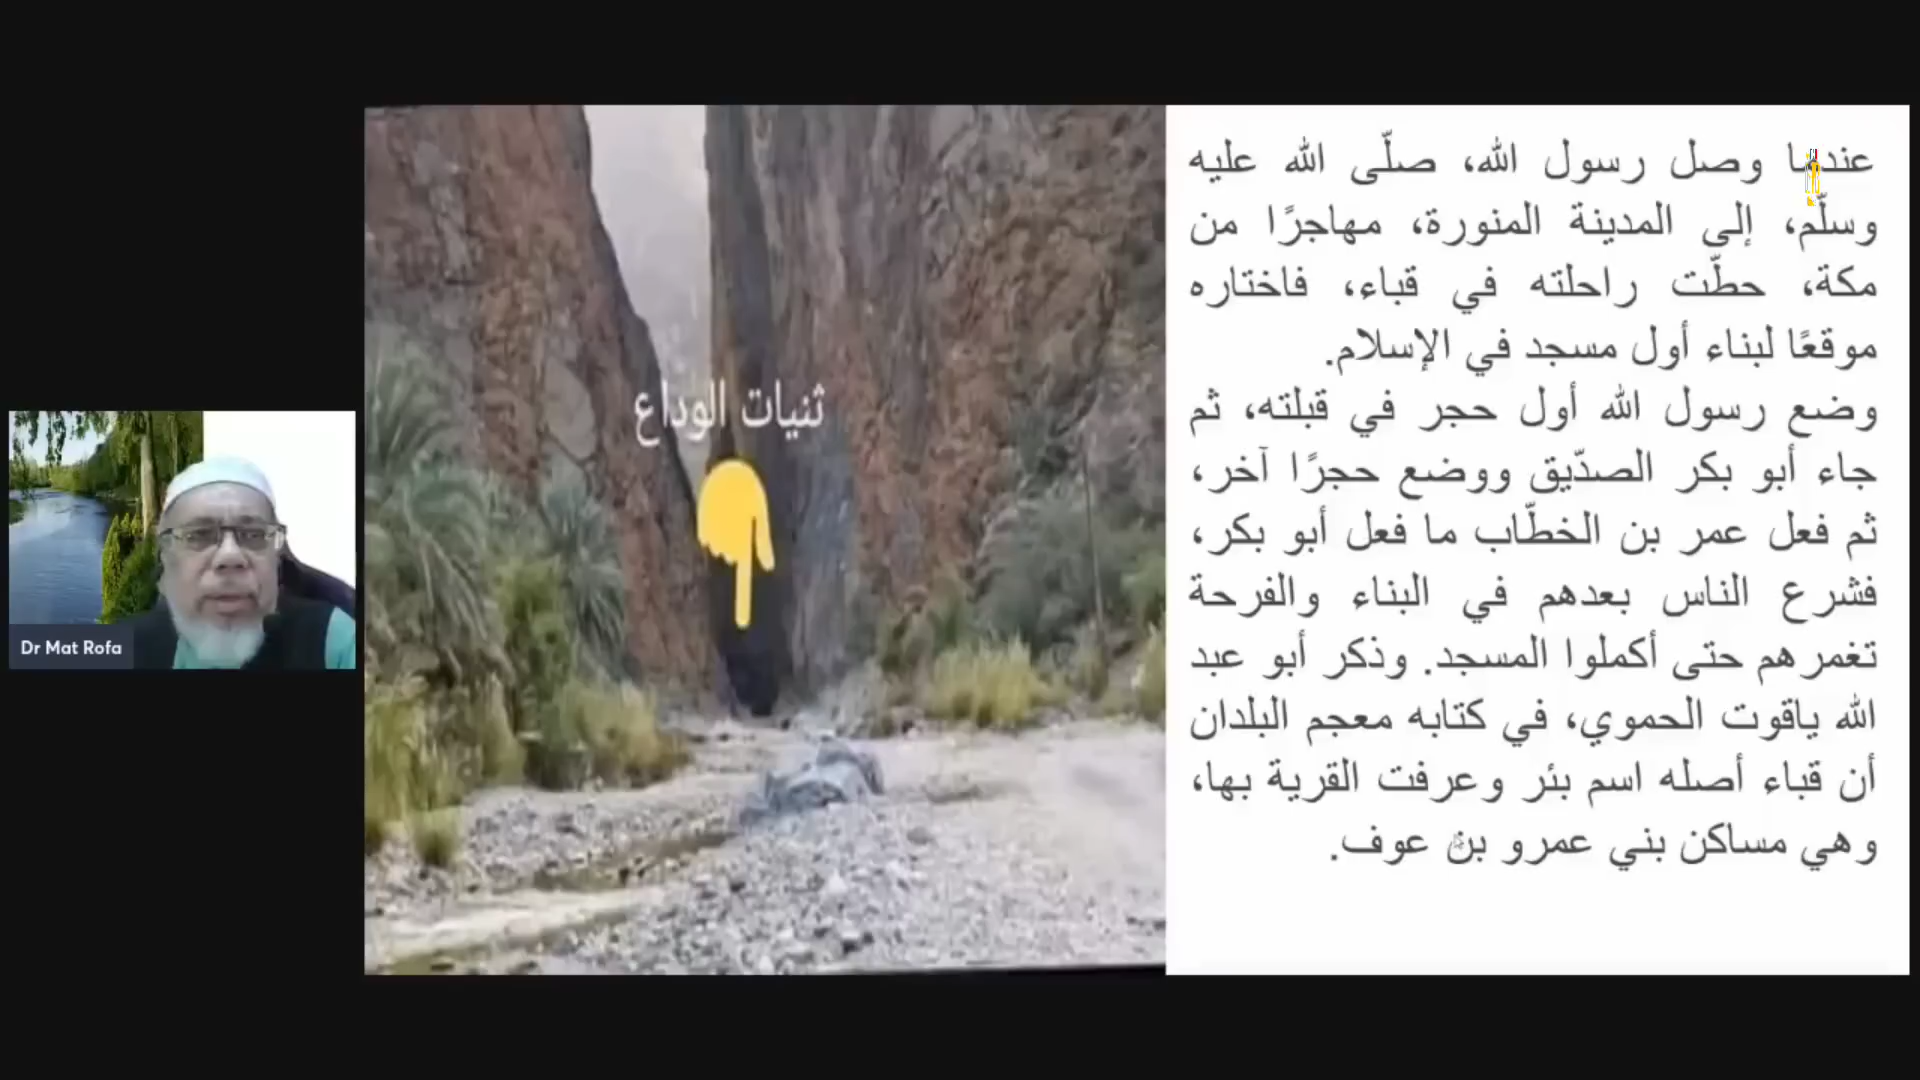 عندما وصل رسول الله، صلّى الله عليه
وسلّم، إلى المدينة المنورة، مهاجرًا من
مكة، حطّت راحلته في قباء، فاختاره
موقعًا لبناء أول مسجد في الإسلام.
وضع رسول الله أول حجر في قبلته، ثم
جاء أبو بكر الصدّيق ووضع حجرًا آخر،
ثم فعل عمر بن الخطّاب ما فعل أبو بكر،
فشرع الناس بعدهم في البناء والفرحة
تغمرهم حتى أكملوا المسجد. وذكر أبو عبد
الله ياقوت الحموي، في كتابه معجم البلدان
أن قباء أصله اسم بئر وعرفت القرية بها،
وهي مساكن بني عمرو بن عوف.
ثنيات الوداع
Dr Mat Rofa